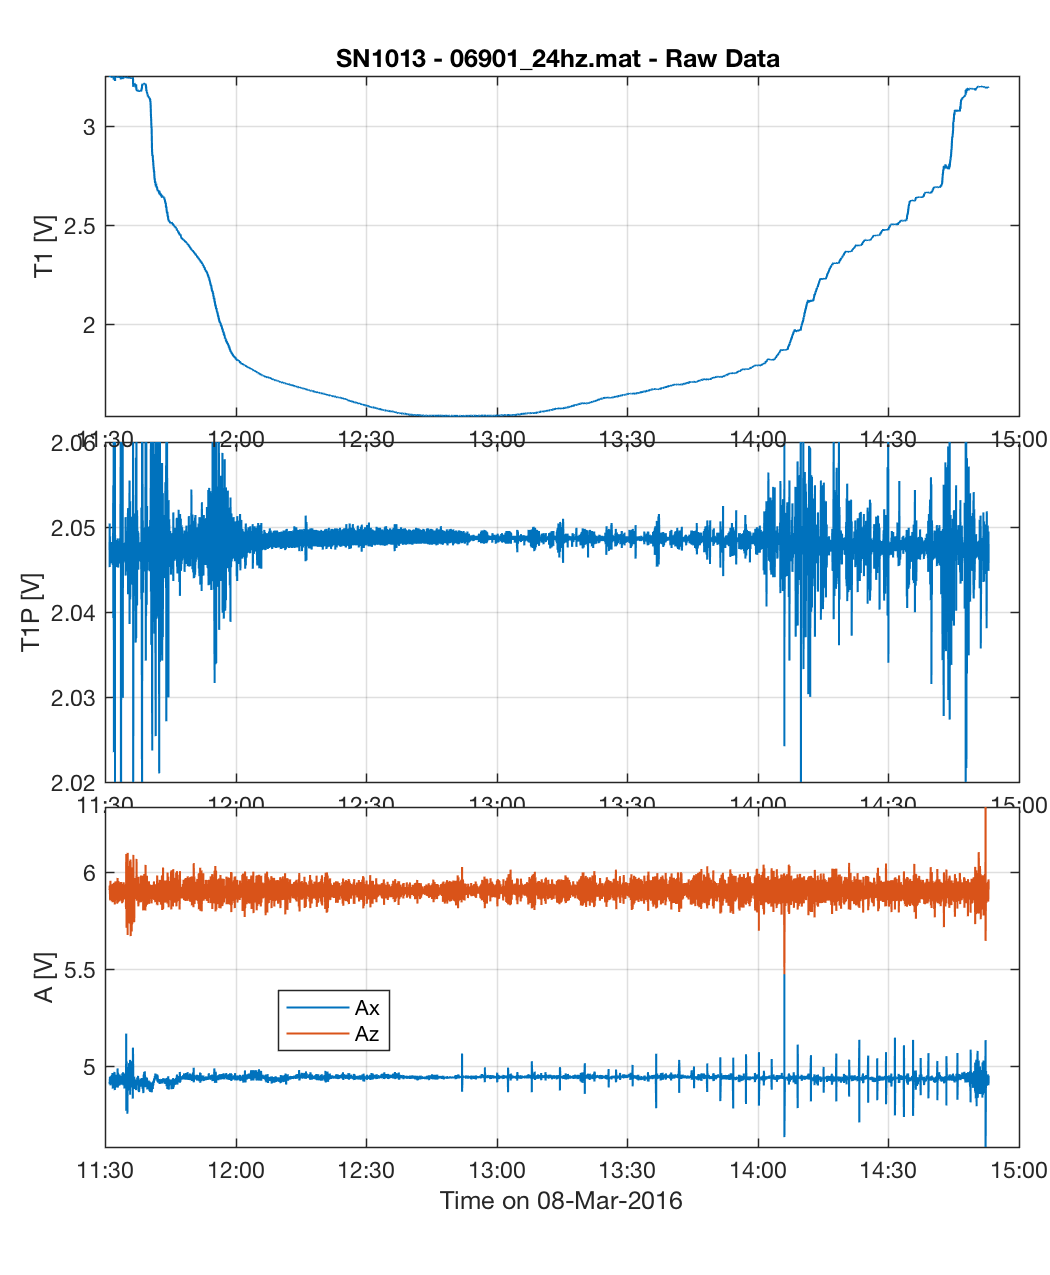 SN1013 - 06901_24hz.mat - Raw Data
T1 [V]
3
2.5
2
11:30 12:00 12:30 13:00 13:30 14:00 14:30 15:00
T1P [V]
2.06
2.05
2.04
2.03
2.02
11:30 12:00 12:30 13:00 13:30 14:00 14:30 15:00
A [V]
6
5.5
5
Ax
Az
11:30 12:00 12:30 13:00 13:30 14:00 14:30 15:00
Time on 08-Mar-2016